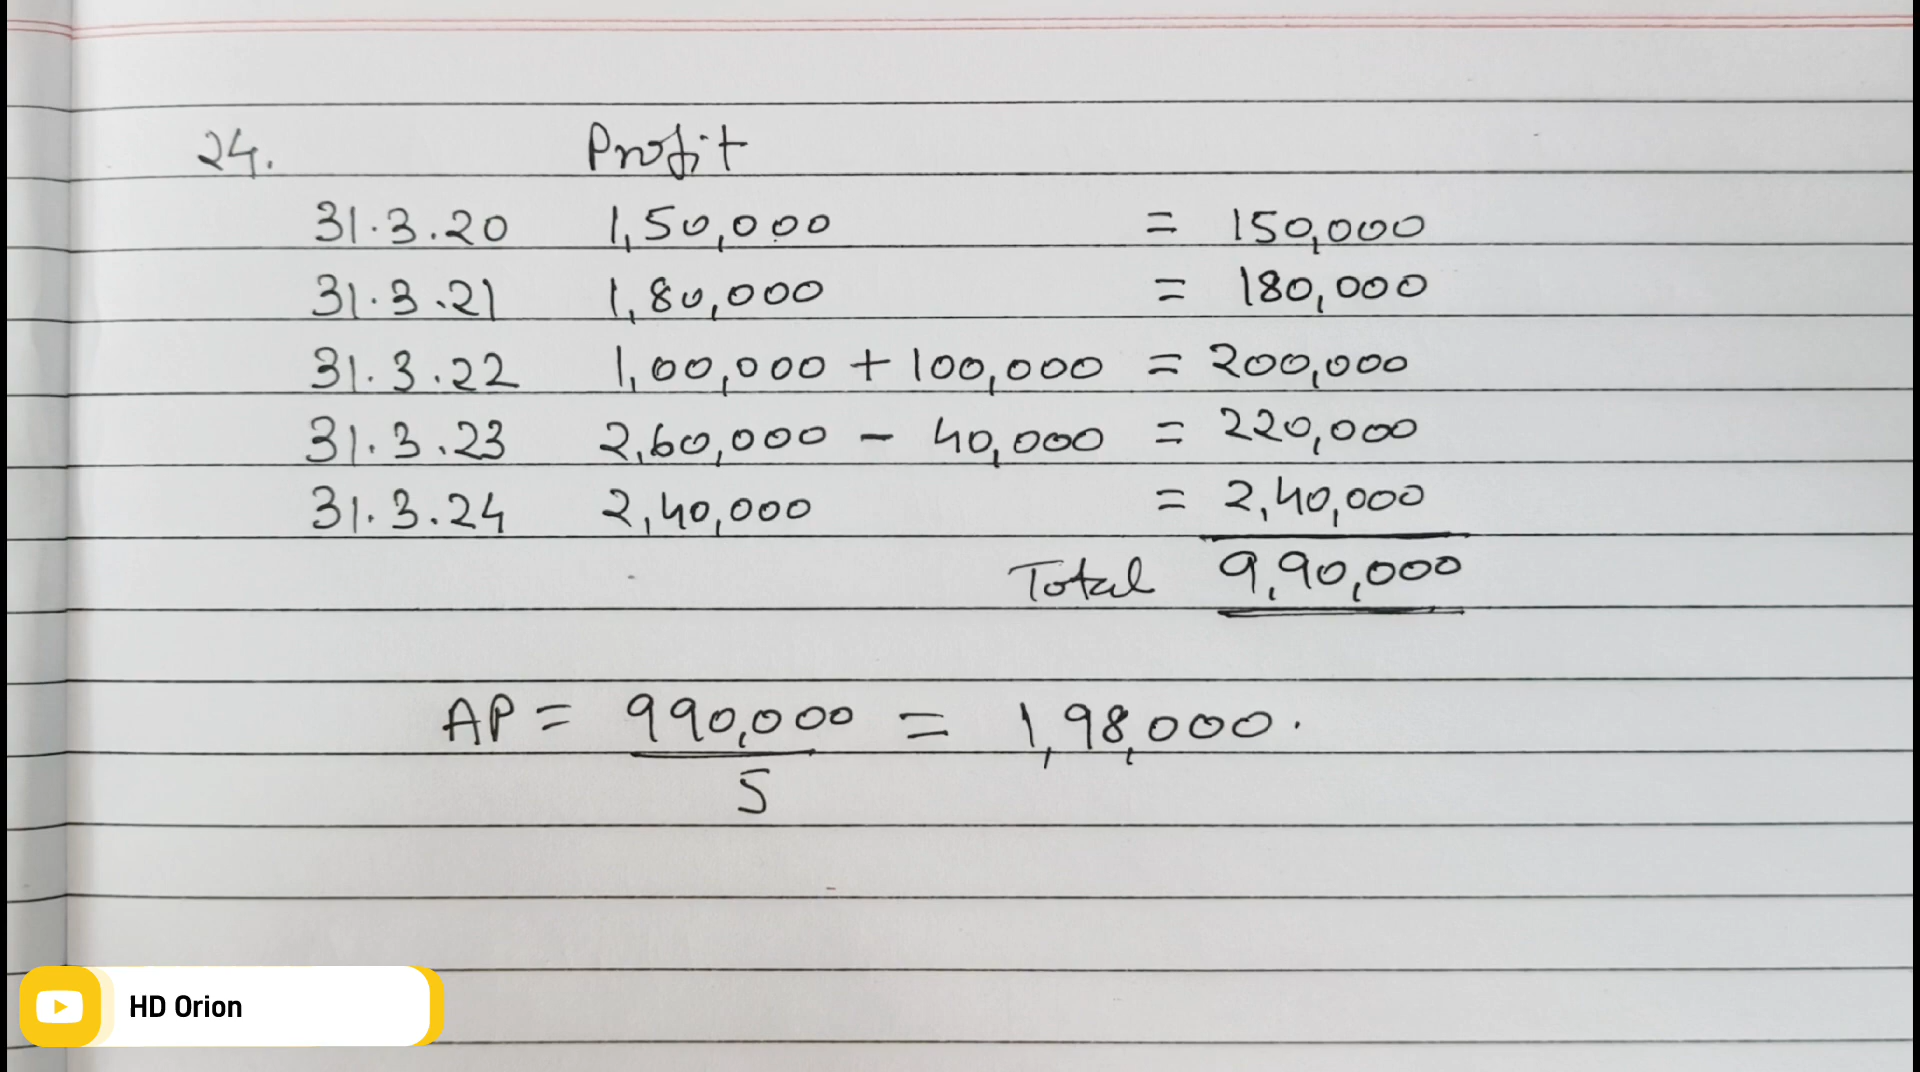 24. Profit
31.3.20 1,50,000 = 150,000
31.3.21 1,80,000 = 180,000
31.3.22 1,00,000 + 100,000 = 200,000
31.3.23 2,60,000 - 40,000 = 220,000
31.3.24 2,40,000 = 2,40,000
Total 9,90,000
AP = 990,000 = 1,98,000.
5
HD Orion